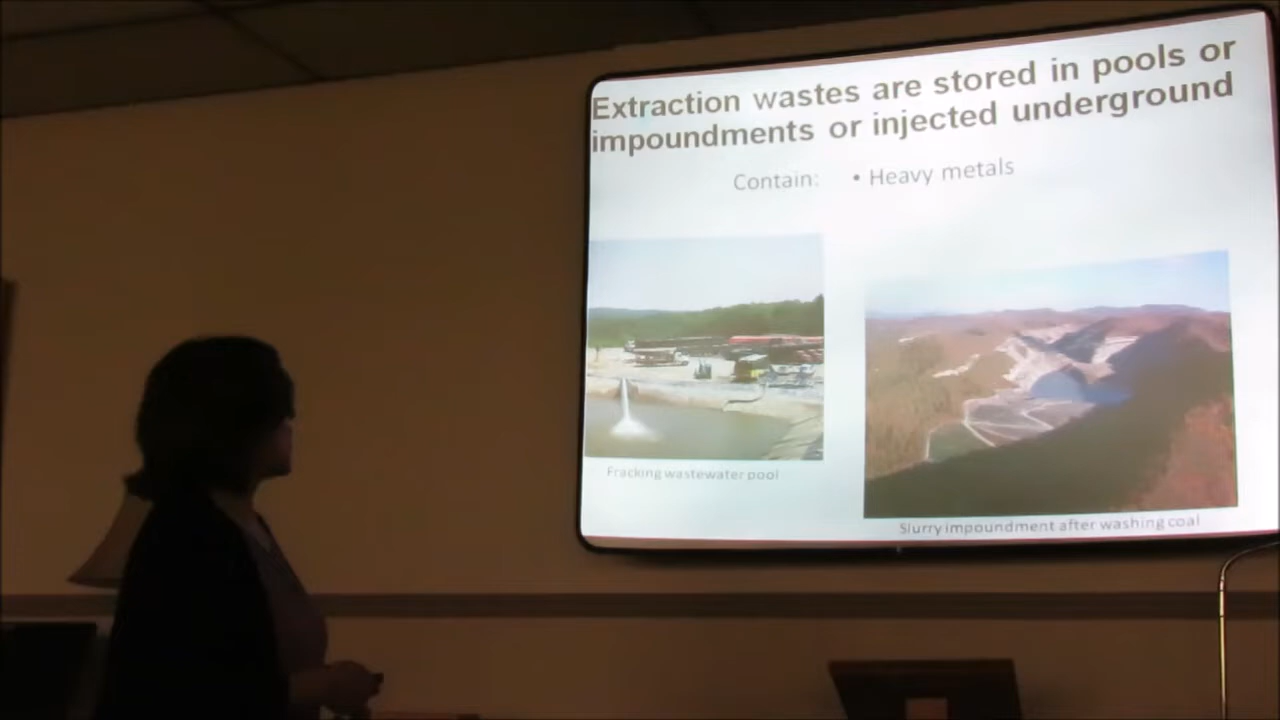 Extraction wastes are stored in pools or
impoundments or injected underground
Contain: • Heavy metals
Fracking wastewater pool
Slurry impoundment after washing coal